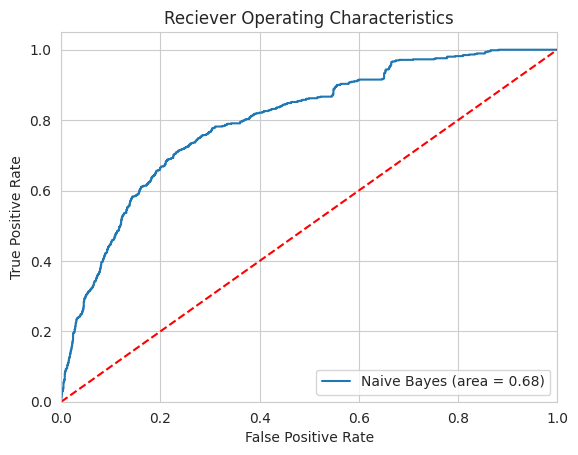 Reciever Operating Characteristics
1.0
0.8
0.6
0.4
0.2
0.0
True Positive Rate
Naive Bayes (area = 0.68)
0.0 0.2 0.4 0.6 0.8 1.0
False Positive Rate